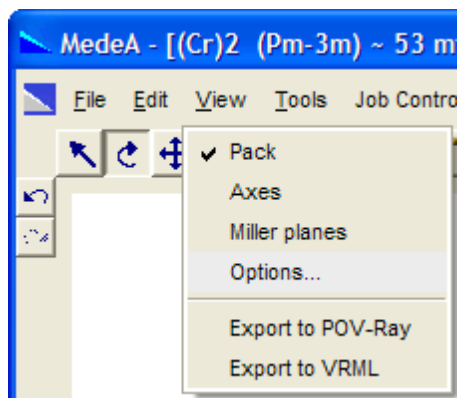 MedeA - [(Cr)2 (Pm-3m) ~ 53 m
File Edit View Tools Job Contro
Pack
Axes
Miller planes
Options...
Export to POV-Ray
Export to VRML